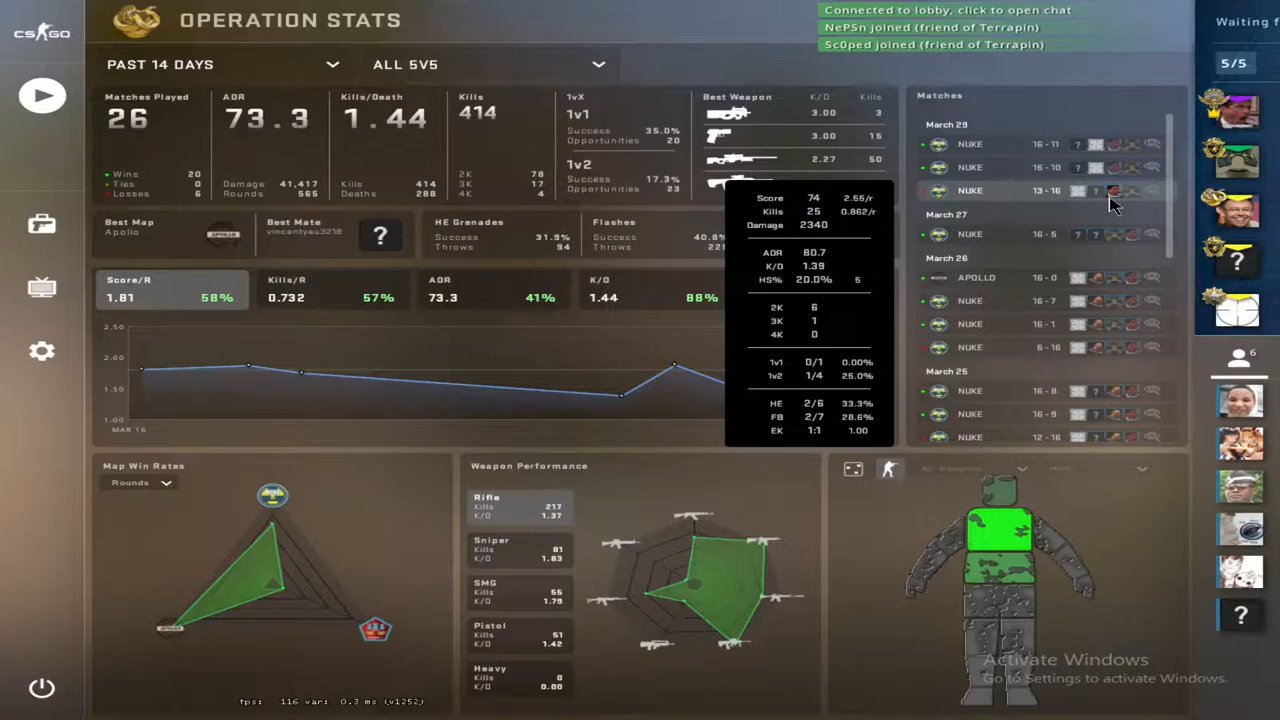 CS:GO
OPERATION STATS
Connected to lobby, click to open chat
NePSn joined (friend of Terrapin)
Sc0ped joined (friend of Terrapin)
Waiting f
5/5
PAST 14 DAYS
ALL 5V5
Matches Played
26
Wins 20
Ties 0
Losses 6
ADR
73.3
Damage 41,417
Rounds 565
Kills/Death
1.44
Kills 414
Deaths 288
Kills
414
2K 78
3K 17
4K 4
1vX
1v1
Success 35.0%
Opportunities 20
1v2
Success 17.3%
Opportunities 23
Best Weapon K/D Kills
3.00 3
3.00 15
2.27 50
Best Map
Apollo
APOLLO
Best Mate
vincentyau3218
?
HE Grenades
Success 31.9%
Throws 94
Flashes
Success 40.8%
Throws 22
Score/R
1.81 58%
Kills/R
0.732 57%
ADR
73.3 41%
K/D
1.44 88%
2.50
2.00
1.50
1.00
MAR 16
Score 74 2.55/r
Kills 25 0.862/r
Damage 2340
ADR 80.7
K/D 1.39
HS% 20.0% 5
2K 6
3K 1
4K 0
1v1 0/1 0.00%
1v2 1/4 25.0%
HE 2/6 33.3%
FB 2/7 28.6%
EK 1:1 1.00
Matches
March 29
NUKE 16 - 11 ?
NUKE 16 - 10 ?
NUKE 13 - 16 ?
March 27
NUKE 16 - 5 ? ?
March 26
APOLLO 16 - 0
NUKE 16 - 7
NUKE 16 - 1
NUKE 6 - 16
March 25
NUKE 16 - 8 ?
NUKE 16 - 9 ?
NUKE 12 - 16 ?
?
6
?
Map Win Rates
Rounds
Weapon Performance
Rifle
Kills 217
K/D 1.37
Sniper
Kills 81
K/D 1.83
SMG
Kills 55
K/D 1.79
Pistol
Kills 51
K/D 1.42
Heavy
Kills 0
K/D 0.00
All Weapons
Hits
Activate Windows
Go to Settings to activate Windows.
fps: 116 var: 0.3 ms (v1252)